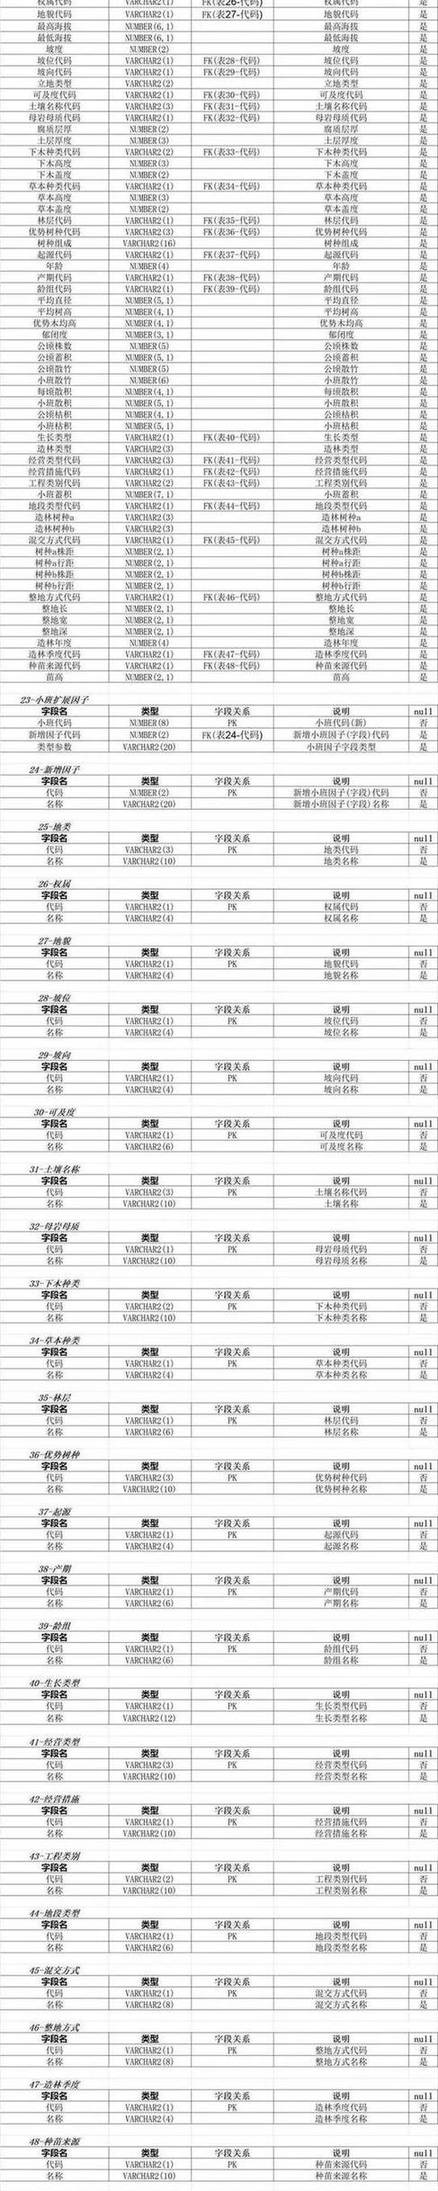 权属代码 VARCHAR2(1) FK(表26-代码) 权属代码 是
地貌代码 VARCHAR2(1) FK(表27-代码) 地貌代码 是
最高海拔 NUMBER(6,1) 最高海拔 是
最低海拔 NUMBER(6,1) 最低海拔 是
坡度 NUMBER(2) 坡度 是
坡位代码 VARCHAR2(1) FK(表28-代码) 坡位代码 是
坡向代码 VARCHAR2(1) FK(表29-代码) 坡向代码 是
立地类型 VARCHAR2(2) 立地类型 是
可及度代码 VARCHAR2(1) FK(表30-代码) 可及度代码 是
土壤名称代码 VARCHAR2(3) FK(表31-代码) 土壤名称代码 是
母岩母质代码 VARCHAR2(1) FK(表32-代码) 母岩母质代码 是
腐质层厚 NUMBER(2) 腐质层厚 是
土层厚度 NUMBER(3) 土层厚度 是
下木种类代码 VARCHAR2(2) FK(表33-代码) 下木种类代码 是
下木高度 NUMBER(3) 下木高度 是
下木盖度 NUMBER(2) 下木盖度 是
草本种类代码 VARCHAR2(1) FK(表34-代码) 草本种类代码 是
草本高度 NUMBER(3) 草本高度 是
草本盖度 NUMBER(2) 草本盖度 是
林层代码 VARCHAR2(1) FK(表35-代码) 林层代码 是
优势树种代码 VARCHAR2(3) FK(表36-代码) 优势树种代码 是
树种组成 VARCHAR2(16) 树种组成 是
起源代码 VARCHAR2(1) FK(表37-代码) 起源代码 是
年龄 NUMBER(4) 年龄 是
产期代码 VARCHAR2(1) FK(表38-代码) 产期代码 是
龄组代码 VARCHAR2(1) FK(表39-代码) 龄组代码 是
平均直径 NUMBER(5,1) 平均直径 是
平均树高 NUMBER(4,1) 平均树高 是
优势木均高 NUMBER(4,1) 优势木均高 是
郁闭度 NUMBER(3,1) 郁闭度 是
公顷株数 NUMBER(5) 公顷株数 是
公顷蓄积 NUMBER(5,1) 公顷蓄积 是
公顷散竹 NUMBER(5) 公顷散竹 是
小班散竹 NUMBER(6) 小班散竹 是
每顷散积 NUMBER(4,1) 每顷散积 是
小班散积 NUMBER(5,1) 小班散积 是
公顷枯积 NUMBER(4,1) 公顷枯积 是
小班枯积 NUMBER(5,1) 小班枯积 是
生长类型 VARCHAR2(1) FK(表40-代码) 生长类型 是
造林类型 VARCHAR2(3) 造林类型 是
经营类型代码 VARCHAR2(3) FK(表41-代码) 经营类型代码 是
经营措施代码 VARCHAR2(1) FK(表42-代码) 经营措施代码 是
工程类别代码 VARCHAR2(2) FK(表43-代码) 工程类别代码 是
小班蓄积 NUMBER(7,1) 小班蓄积 是
地段类型代码 VARCHAR2(1) FK(表44-代码) 地段类型代码 是
造林树种a VARCHAR2(3) 造林树种a 是
造林树种b VARCHAR2(3) 造林树种b 是
混交方式代码 VARCHAR2(1) FK(表45-代码) 混交方式代码 是
树种a株距 NUMBER(2,1) 树种a株距 是
树种a行距 NUMBER(2,1) 树种a行距 是
树种b株距 NUMBER(2,1) 树种b株距 是
树种b行距 NUMBER(2,1) 树种b行距 是
整地方式代码 VARCHAR2(1) FK(表46-代码) 整地方式代码 是
整地长 NUMBER(2,1) 整地长 是
整地宽 NUMBER(2,1) 整地宽 是
整地深 NUMBER(2,1) 整地深 是
造林年度 NUMBER(4) 造林年度 是
造林季度代码 VARCHAR2(1) FK(表47-代码) 造林季度代码 是
种苗来源代码 VARCHAR2(1) FK(表48-代码) 种苗来源代码 是
苗高 NUMBER(2,1) 苗高 是
23-小班扩展因子
字段名 类型 字段关系 说明 null
小班代码 NUMBER(8) PK 小班代码(新) 否
新增因子代码 NUMBER(2) FK(表24-代码) 新增小班因子(字段)代码 是
类型参数 VARCHAR2(20) 小班因子字段类型 是
24-新增因子
字段名 类型 字段关系 说明 null
代码 NUMBER(2) PK 新增小班因子(字段)代码 否
名称 VARCHAR2(20) 新增小班因子(字段)名称 是
25-地类
字段名 类型 字段关系 说明 null
代码 VARCHAR2(3) PK 地类代码 否
名称 VARCHAR2(10) 地类名称 是
26-权属
字段名 类型 字段关系 说明 null
代码 VARCHAR2(1) PK 权属代码 否
名称 VARCHAR2(4) 权属名称 是
27-地貌
字段名 类型 字段关系 说明 null
代码 VARCHAR2(1) PK 地貌代码 否
名称 VARCHAR2(4) 地貌名称 是
28-坡位
字段名 类型 字段关系 说明 null
代码 VARCHAR2(1) PK 坡位代码 否
名称 VARCHAR2(4) 坡位名称 是
29-坡向
字段名 类型 字段关系 说明 null
代码 VARCHAR2(1) PK 坡向代码 否
名称 VARCHAR2(4) 坡向名称 是
30-可及度
字段名 类型 字段关系 说明 null
代码 VARCHAR2(1) PK 可及度代码 否
名称 VARCHAR2(6) 可及度名称 是
31-土壤名称
字段名 类型 字段关系 说明 null
代码 VARCHAR2(3) PK 土壤名称代码 否
名称 VARCHAR2(10) 土壤名称 是
32-母岩母质
字段名 类型 字段关系 说明 null
代码 VARCHAR2(1) PK 母岩母质代码 否
名称 VARCHAR2(10) 母岩母质名称 是
33-下木种类
字段名 类型 字段关系 说明 null
代码 VARCHAR2(2) PK 下木种类代码 否
名称 VARCHAR2(10) 下木种类名称 是
34-草本种类
字段名 类型 字段关系 说明 null
代码 VARCHAR2(1) PK 草本种类代码 否
名称 VARCHAR2(4) 草本种类名称 是
35-林层
字段名 类型 字段关系 说明 null
代码 VARCHAR2(1) PK 林层代码 否
名称 VARCHAR2(6) 林层名称 是
36-优势树种
字段名 类型 字段关系 说明 null
代码 VARCHAR2(3) PK 优势树种代码 否
名称 VARCHAR2(10) 优势树种名称 是
37-起源
字段名 类型 字段关系 说明 null
代码 VARCHAR2(1) PK 起源代码 否
名称 VARCHAR2(4) 起源名称 是
38-产期
字段名 类型 字段关系 说明 null
代码 VARCHAR2(1) PK 产期代码 否
名称 VARCHAR2(6) 产期名称 是
39-龄组
字段名 类型 字段关系 说明 null
代码 VARCHAR2(1) PK 龄组代码 否
名称 VARCHAR2(6) 龄组名称 是
40-生长类型
字段名 类型 字段关系 说明 null
代码 VARCHAR2(1) PK 生长类型代码 否
名称 VARCHAR2(12) 生长类型名称 是
41-经营类型
字段名 类型 字段关系 说明 null
代码 VARCHAR2(3) PK 经营类型代码 否
名称 VARCHAR2(10) 经营类型名称 是
42-经营措施
字段名 类型 字段关系 说明 null
代码 VARCHAR2(1) PK 经营措施代码 否
名称 VARCHAR2(10) 经营措施名称 是
43-工程类别
字段名 类型 字段关系 说明 null
代码 VARCHAR2(2) PK 工程类别代码 否
名称 VARCHAR2(10) 工程类别名称 是
44-地段类型
字段名 类型 字段关系 说明 null
代码 VARCHAR2(1) PK 地段类型代码 否
名称 VARCHAR2(6) 地段类型名称 是
45-混交方式
字段名 类型 字段关系 说明 null
代码 VARCHAR2(1) PK 混交方式代码 否
名称 VARCHAR2(8) 混交方式名称 是
46-整地方式
字段名 类型 字段关系 说明 null
代码 VARCHAR2(1) PK 整地方式代码 否
名称 VARCHAR2(8) 整地方式名称 是
47-造林季度
字段名 类型 字段关系 说明 null
代码 VARCHAR2(1) PK 造林季度代码 否
名称 VARCHAR2(4) 造林季度名称 是
48-种苗来源
字段名 类型 字段关系 说明 null
代码 VARCHAR2(1) PK 种苗来源代码 否
名称 VARCHAR2(10) 种苗来源名称 是